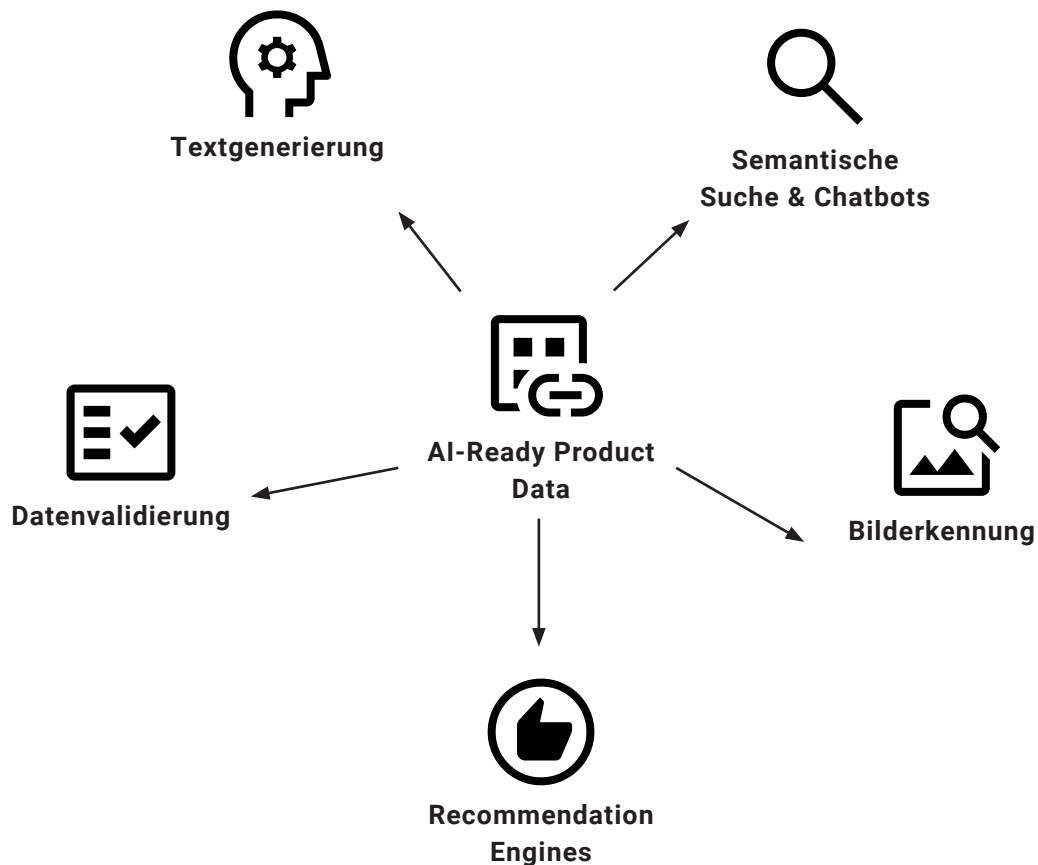 Textgenerierung
Semantische
Suche & Chatbots
AI-Ready Product
Data
Datenvalidierung
Bilderkennung
Recommendation
Engines